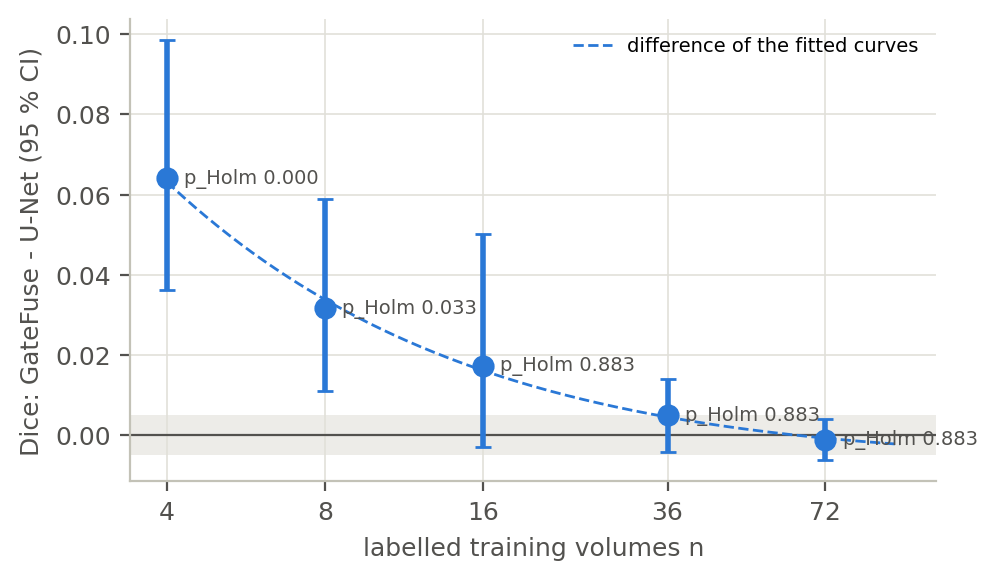 Dice: GateFuse - U-Net (95 % CI)
0.10
0.08
0.06
0.04
0.02
0.00
difference of the fitted curves
p_Holm 0.000
p_Holm 0.033
p_Holm 0.883
p_Holm 0.883
p_Holm 0.883
4
8
16
36
72
labelled training volumes n